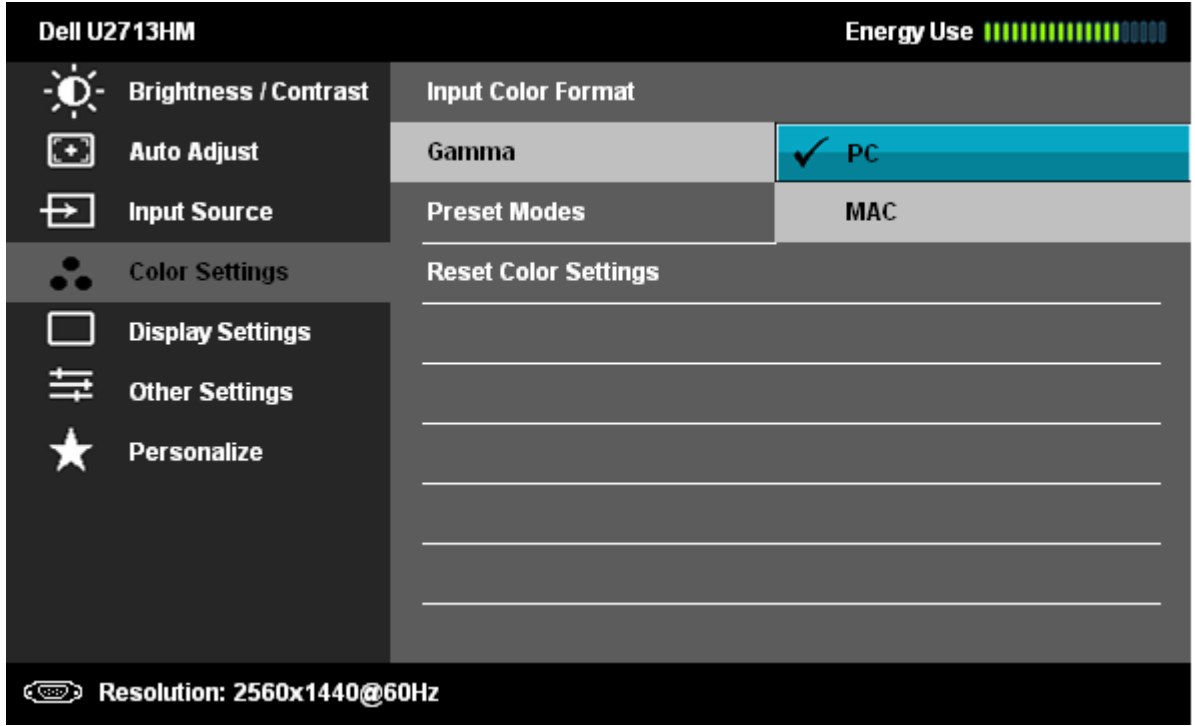 Dell U2713HM Energy Use
Brightness / Contrast Input Color Format
Auto Adjust Gamma PC
Input Source Preset Modes MAC
Color Settings Reset Color Settings
Display Settings
Other Settings
Personalize
Resolution: 2560x1440@60Hz